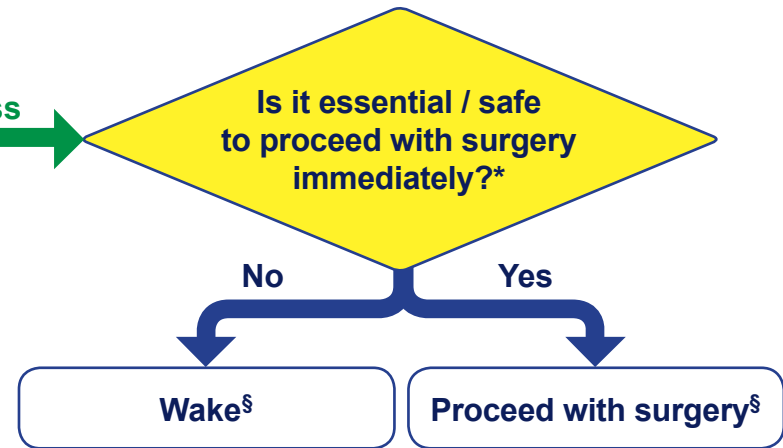 Is it essential / safe
to proceed with surgery
immediately?*
No
Yes
Wake§
Proceed with surgery§